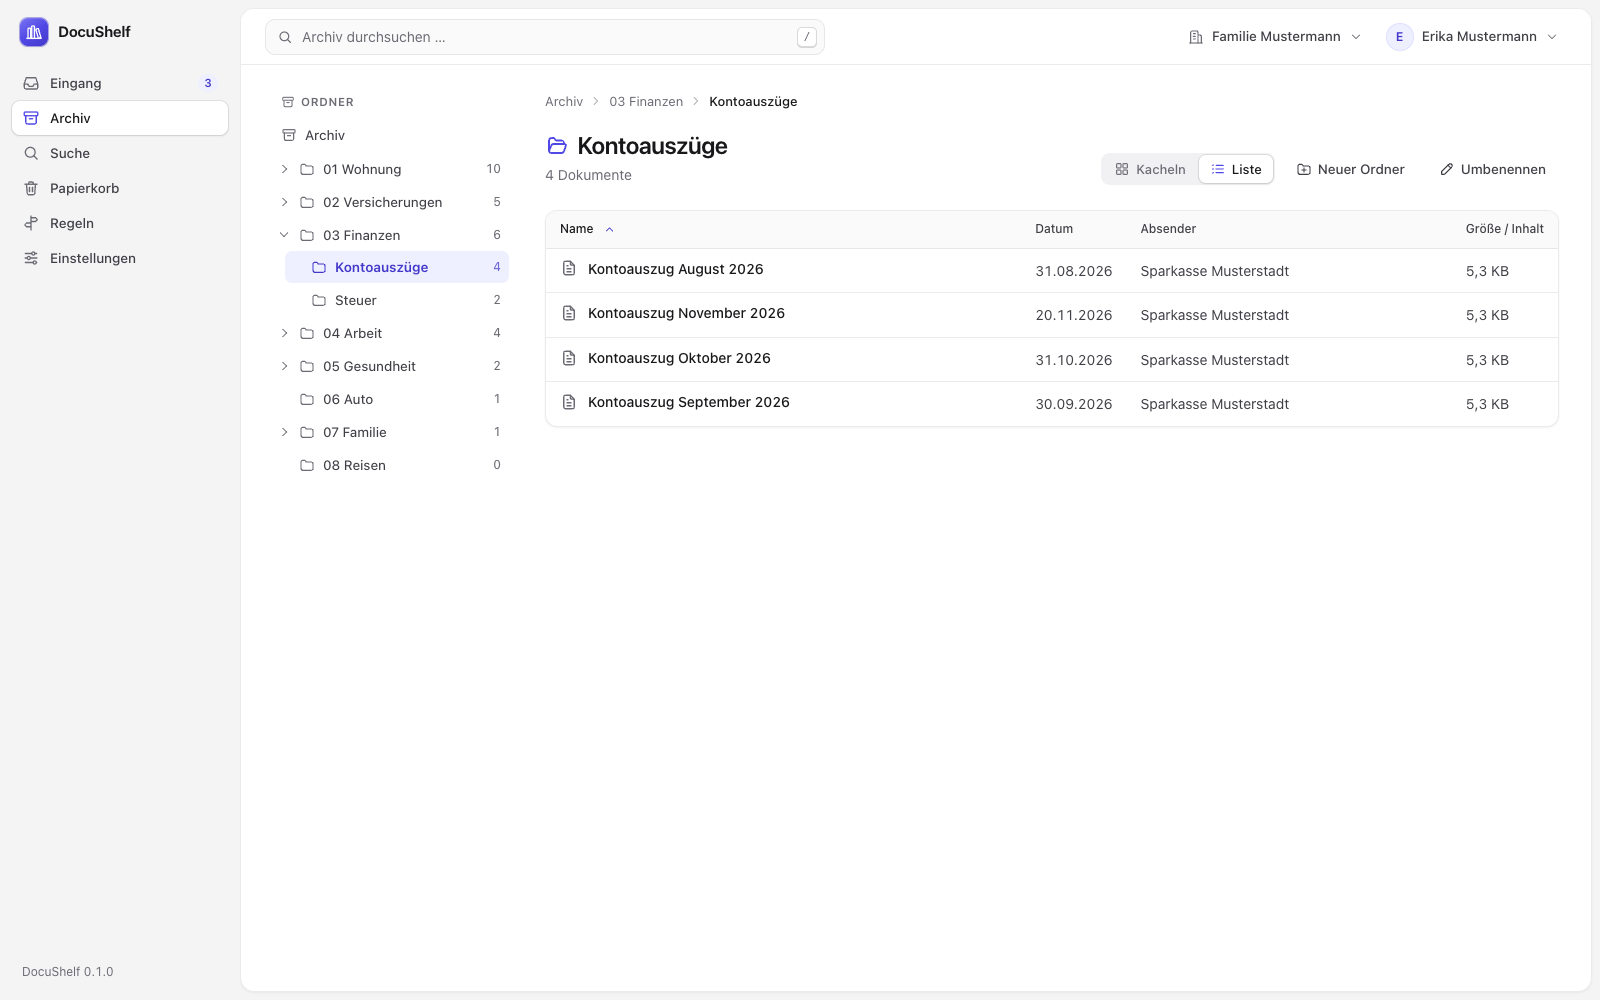 DocuShelf
Archiv durchsuchen ...
/
Familie Mustermann
E
Erika Mustermann
Eingang
3
Archiv
Suche
Papierkorb
Regeln
Einstellungen
DocuShelf 0.1.0
ORDNER
Archiv
01 Wohnung
10
02 Versicherungen
5
03 Finanzen
6
Kontoauszüge
4
Steuer
2
04 Arbeit
4
05 Gesundheit
2
06 Auto
1
07 Familie
1
08 Reisen
0
Archiv > 03 Finanzen > Kontoauszüge
Kontoauszüge
4 Dokumente
Kacheln
Liste
Neuer Ordner
Umbenennen
Name Datum Absender Größe / Inhalt
Kontoauszug August 2026 31.08.2026 Sparkasse Musterstadt 5,3 KB
Kontoauszug November 2026 20.11.2026 Sparkasse Musterstadt 5,3 KB
Kontoauszug Oktober 2026 31.10.2026 Sparkasse Musterstadt 5,3 KB
Kontoauszug September 2026 30.09.2026 Sparkasse Musterstadt 5,3 KB